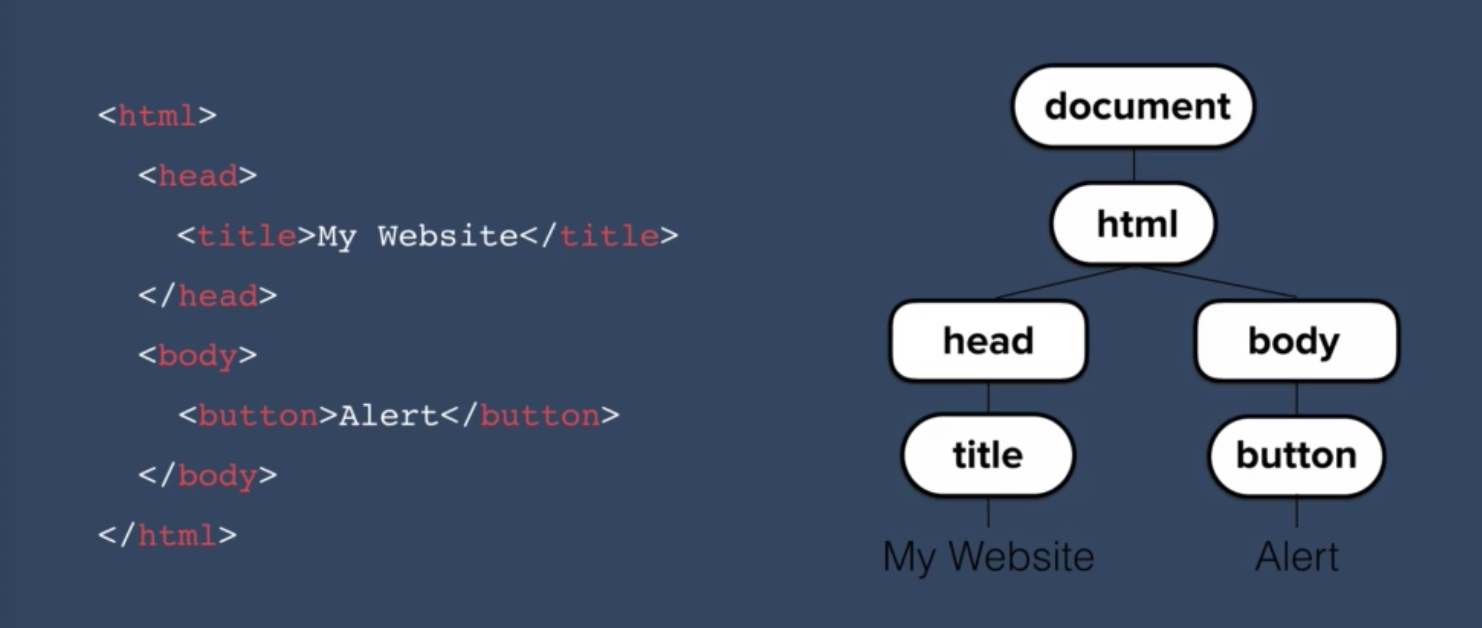 <html>
<head>
<title>My Website</title>
</head>
<body>
<button>Alert</button>
</body>
</html>
document
html
head body
title button
My Website Alert